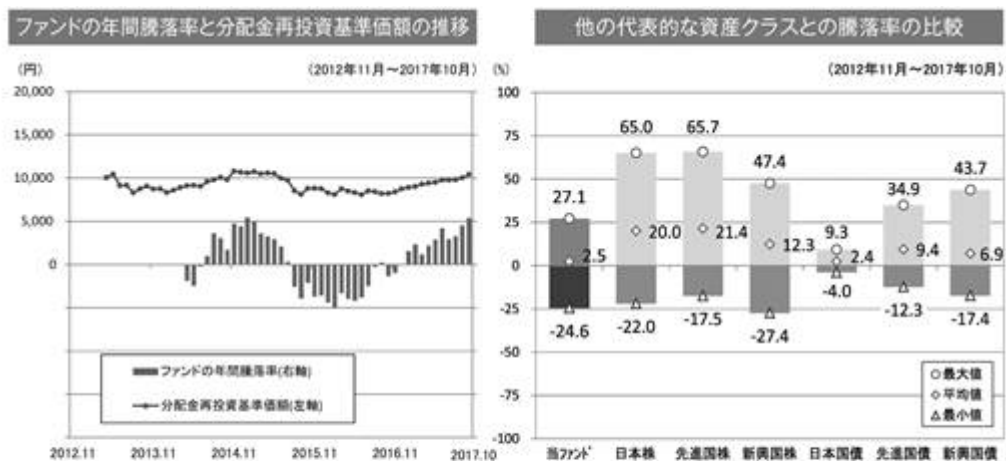 ファンドの年間騰落率と分配金再投資基準価額の推移
(円)
(2012年11月～2017年10月)
20,000
15,000
10,000
5,000
0
ファンドの年間騰落率(右軸)
分配金再投資基準価額(左軸)
2012.11 2013.11 2014.11 2015.11 2016.11 2017.10
他の代表的な資産クラスとの騰落率の比較
(%)
(2012年11月～2017年10月)
100
75
50
25
0
-25
-50
-75
-100
27.1 65.0 65.7 47.4 9.3 34.9 43.7
2.5 20.0 21.4 12.3 2.4 9.4 6.9
-24.6 -22.0 -17.5 -27.4 -4.0 -12.3 -17.4
最大値
平均値
最小値
当ファンド 日本株 先進国株 新興国株 日本国債 先進国債 新興国債